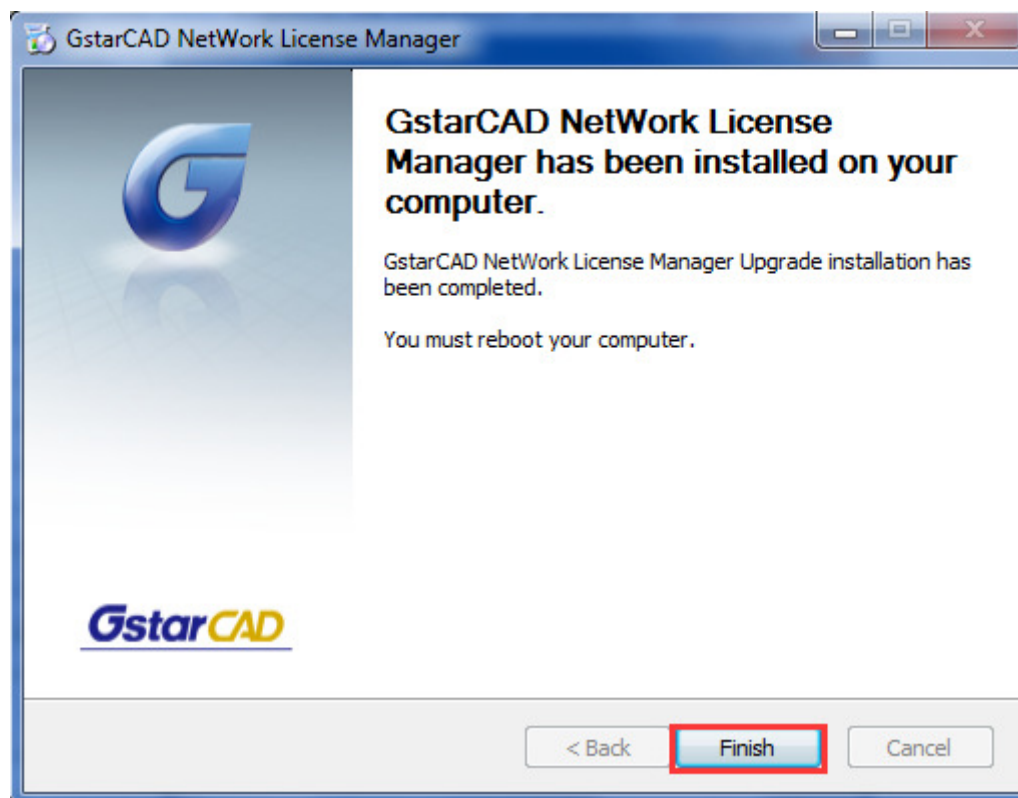 GstarCAD NetWork License Manager
GstarCAD NetWork License
Manager has been installed on your
computer.
GstarCAD NetWork License Manager Upgrade installation has
been completed.
You must reboot your computer.
GstarCAD
< Back Finish Cancel